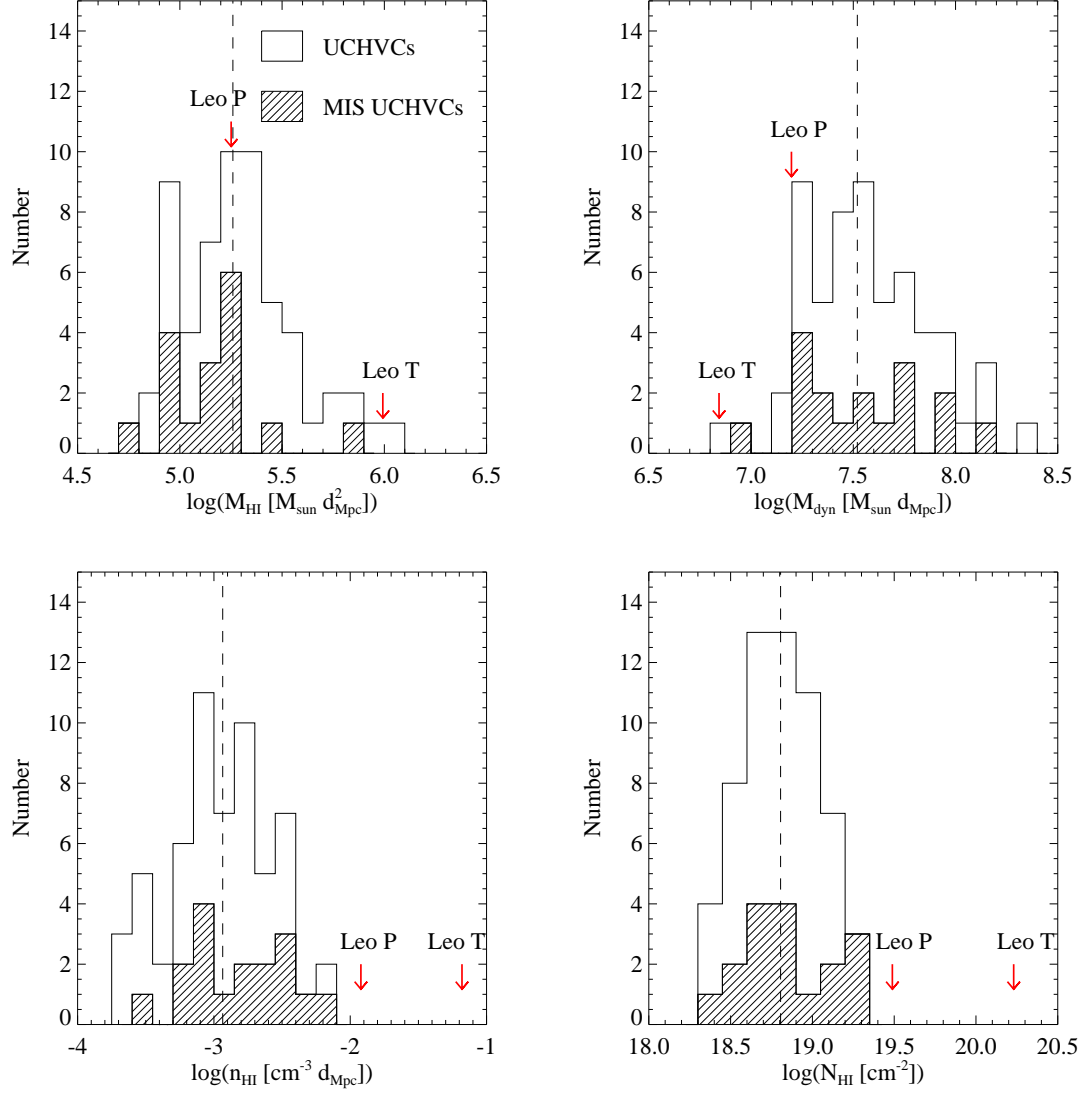 14
12
10
8
6
4
2
0
Number
UCHVCs
MIS UCHVCs
Leo P
Leo T
4.5 5.0 5.5 6.0 6.5
log(M_HI [M_sun d²_Mpc])
14
12
10
8
6
4
2
0
Number
Leo P
Leo T
6.5 7.0 7.5 8.0 8.5
log(M_dyn [M_sun d_Mpc])
14
12
10
8
6
4
2
0
Number
Leo P Leo T
-4 -3 -2 -1
log(n_HI [cm⁻³ d_Mpc])
14
12
10
8
6
4
2
0
Number
Leo P Leo T
18.0 18.5 19.0 19.5 20.0 20.5
log(N_HI [cm⁻²])